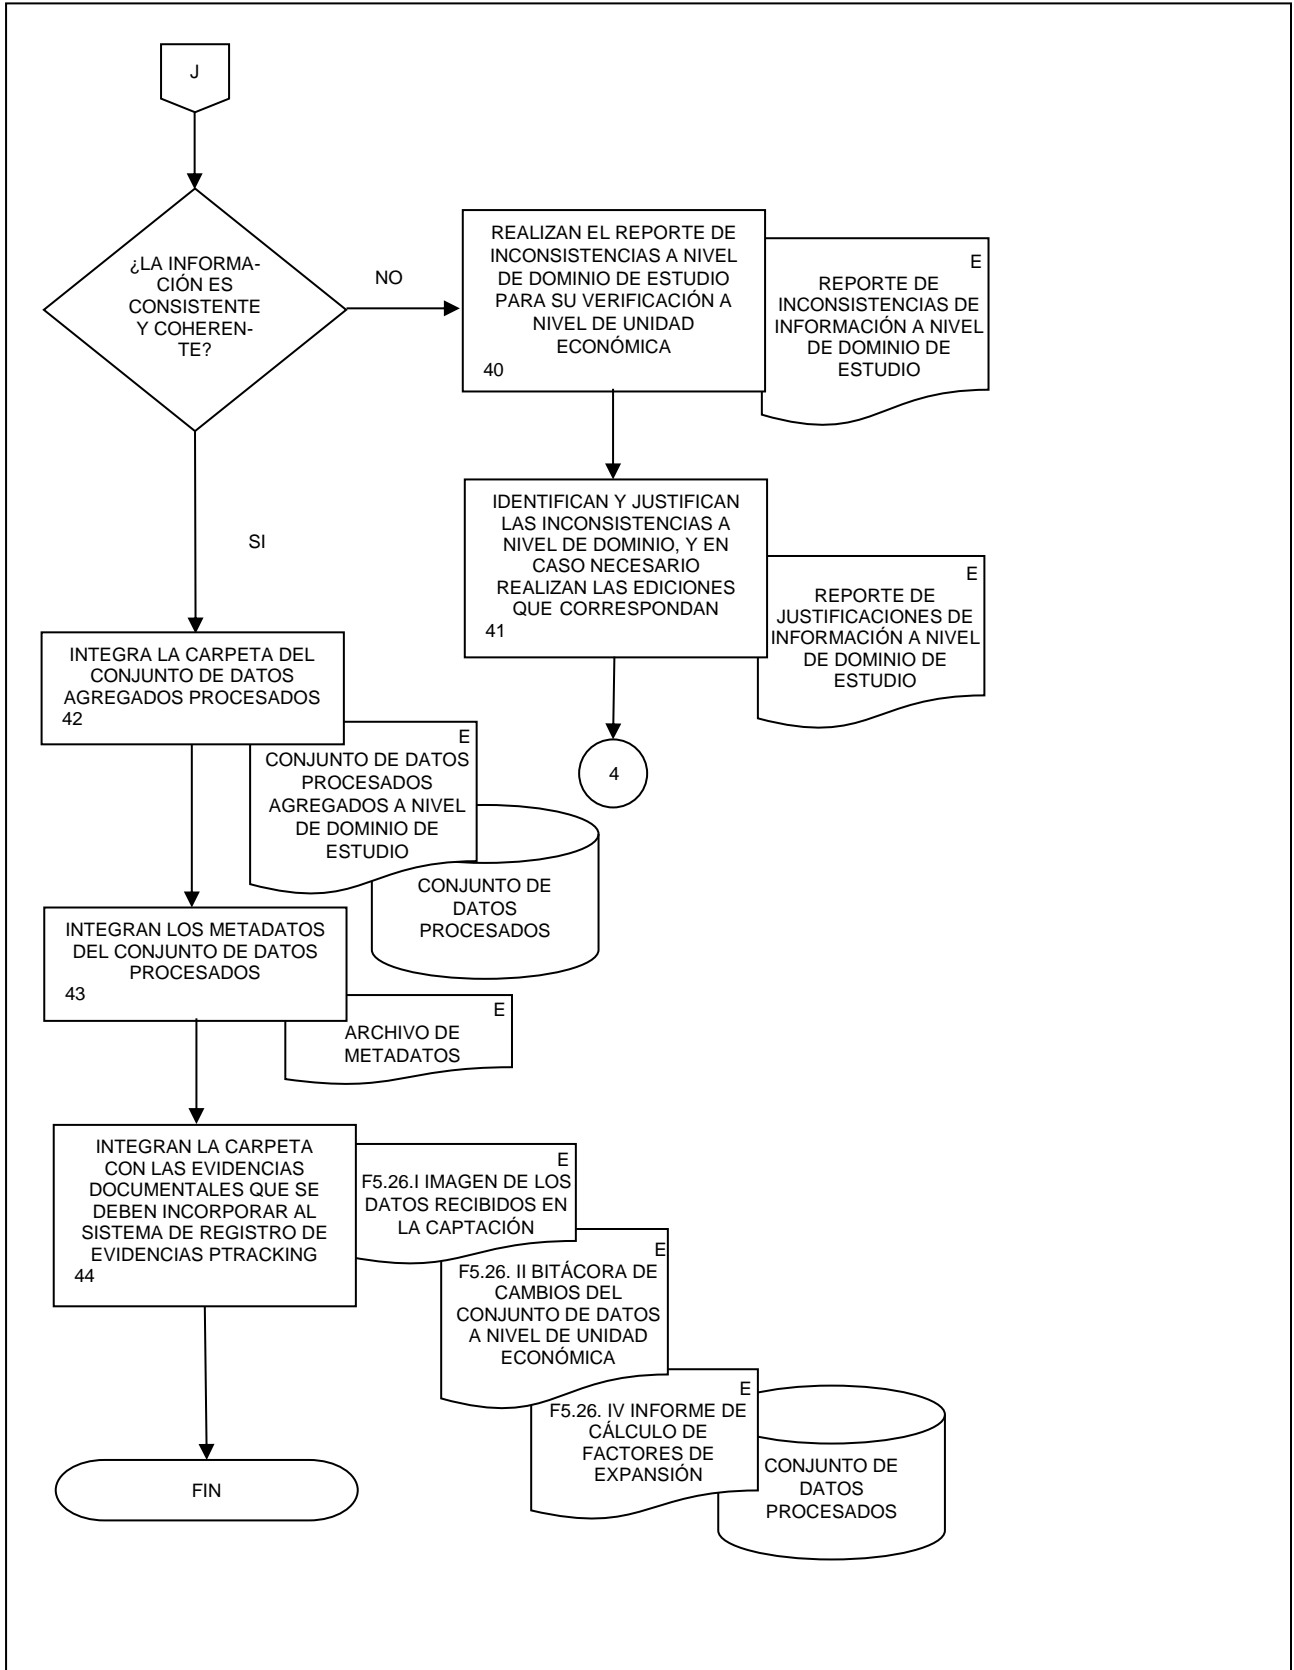 J
¿LA INFORMA-
CIÓN ES
CONSISTENTE
Y COHEREN-
TE?
NO
SI
REALIZAN EL REPORTE DE
INCONSISTENCIAS A NIVEL
DE DOMINIO DE ESTUDIO
PARA SU VERIFICACIÓN A
NIVEL DE UNIDAD
ECONÓMICA
40
E
REPORTE DE
INCONSISTENCIAS DE
INFORMACIÓN A NIVEL
DE DOMINIO DE
ESTUDIO
IDENTIFICAN Y JUSTIFICAN
LAS INCONSISTENCIAS A
NIVEL DE DOMINIO, Y EN
CASO NECESARIO
REALIZAN LAS EDICIONES
QUE CORRESPONDAN
41
E
REPORTE DE
JUSTIFICACIONES DE
INFORMACIÓN A NIVEL
DE DOMINIO DE
ESTUDIO
4
INTEGRA LA CARPETA DEL
CONJUNTO DE DATOS
AGREGADOS PROCESADOS
42
E
CONJUNTO DE DATOS
PROCESADOS
AGREGADOS A NIVEL
DE DOMINIO DE
ESTUDIO
CONJUNTO DE
DATOS
PROCESADOS
INTEGRAN LOS METADATOS
DEL CONJUNTO DE DATOS
PROCESADOS
43
E
ARCHIVO DE
METADATOS
INTEGRAN LA CARPETA
CON LAS EVIDENCIAS
DOCUMENTALES QUE SE
DEBEN INCORPORAR AL
SISTEMA DE REGISTRO DE
EVIDENCIAS PTRACKING
44
E
F5.26.I IMAGEN DE LOS
DATOS RECIBIDOS EN
LA CAPTACIÓN
E
F5.26. II BITÁCORA DE
CAMBIOS DEL
CONJUNTO DE DATOS
A NIVEL DE UNIDAD
ECONÓMICA
E
F5.26. IV INFORME DE
CÁLCULO DE
FACTORES DE
EXPANSIÓN
CONJUNTO DE
DATOS
PROCESADOS
FIN